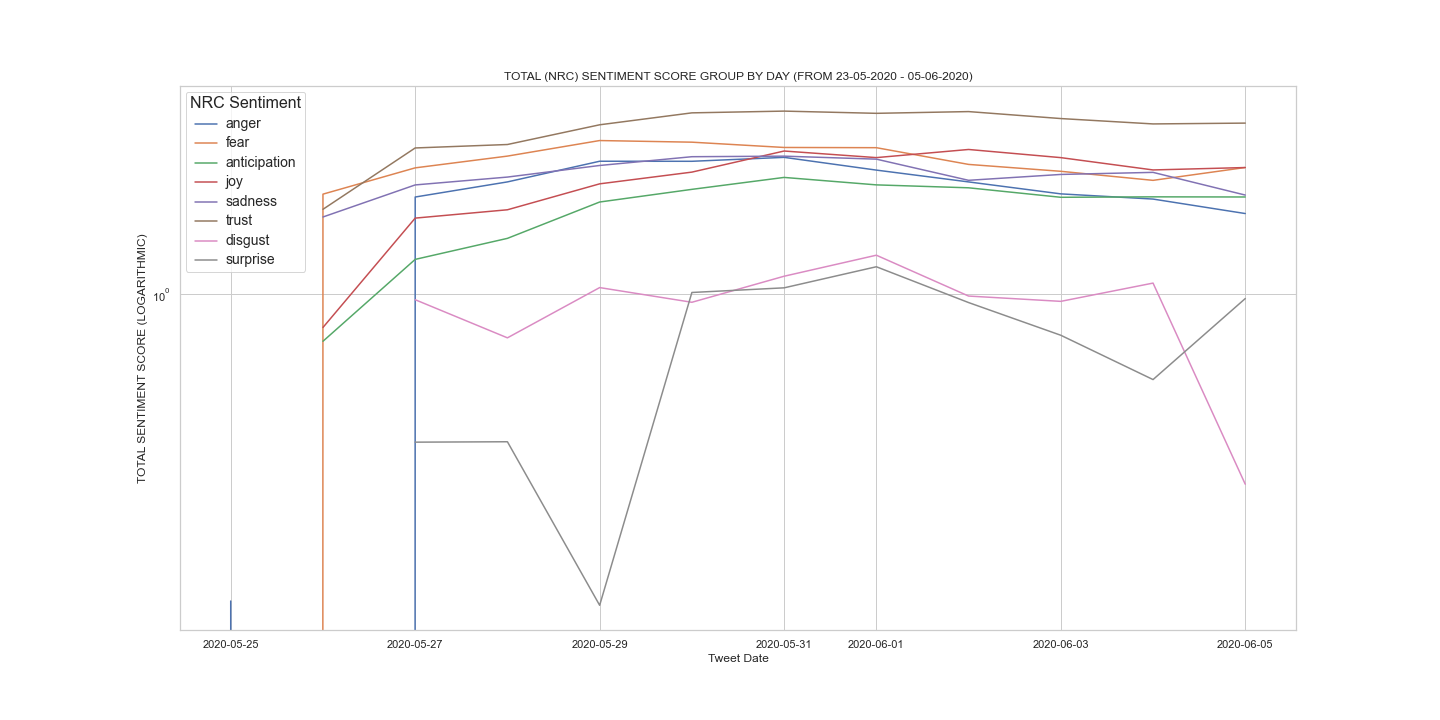 TOTAL (NRC) SENTIMENT SCORE GROUP BY DAY (FROM 23-05-2020 - 05-06-2020)
NRC Sentiment
anger
fear
anticipation
joy
sadness
trust
disgust
surprise
TOTAL SENTIMENT SCORE (LOGARITHMIC)
10⁰
2020-05-25 2020-05-27 2020-05-29 2020-05-31 2020-06-01 2020-06-03 2020-06-05
Tweet Date